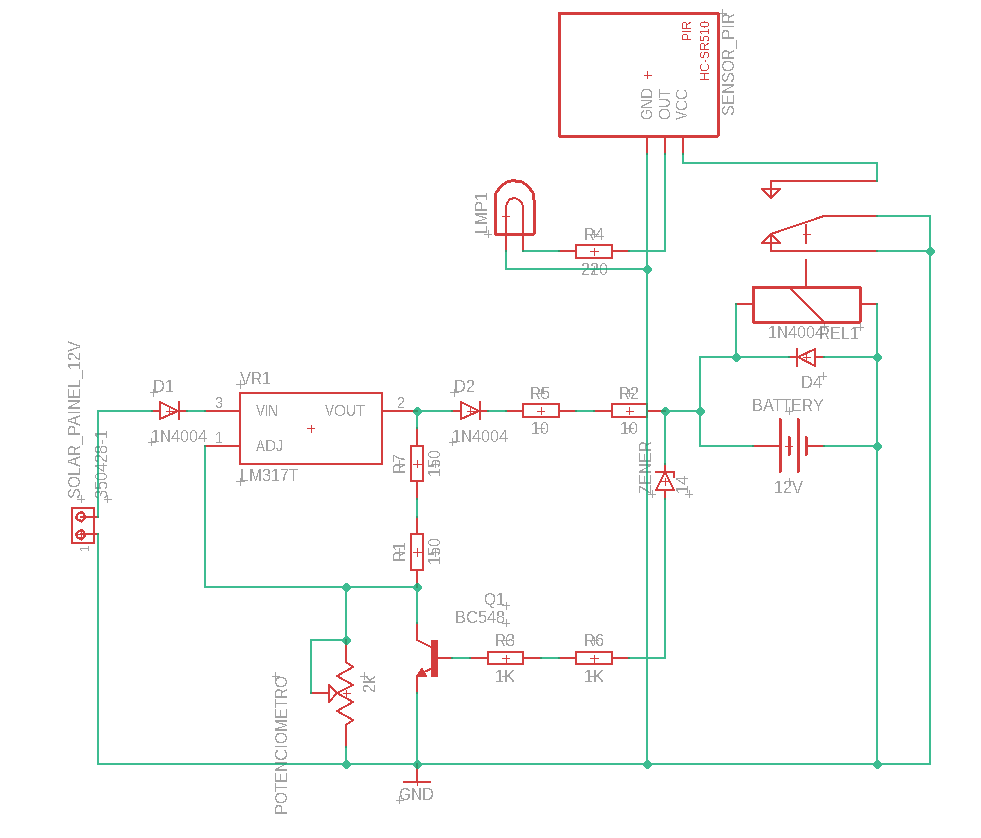 PIR
HC-SR510
SENSOR_PIR
GND
OUT
VCC
LMP1
R4
220
1N4004
REL1
D4
BATTERY
12V
SOLAR_PAINEL_12V
350428-1
1
D1
1N4004
3
VR1
VIN
VOUT
2
1
ADJ
LM317T
D2
1N4004
R5
10
R2
10
R7
150
ZENER
14
R1
150
Q1
BC548
R3
1K
R6
1K
2K
POTENCIOMETRO
GND